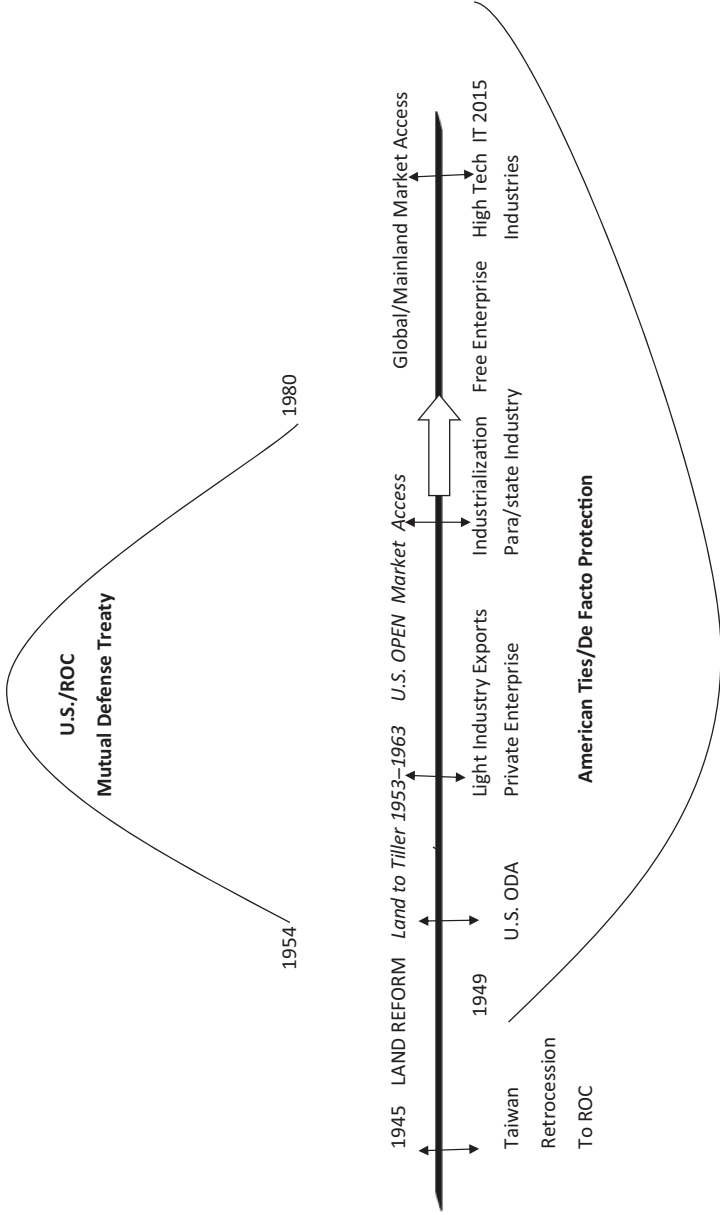 U.S./ROC
Mutual Defense Treaty
1954
1980
1945 LAND REFORM Land to Tiller 1953–1963 U.S. OPEN Market Access Global/Mainland Market Access
Taiwan
Retrocession
To ROC
1949
U.S. ODA
Light Industry Exports
Private Enterprise
Industrialization
Para/state Industry
Free Enterprise
High Tech IT 2015
Industries
American Ties/De Facto Protection